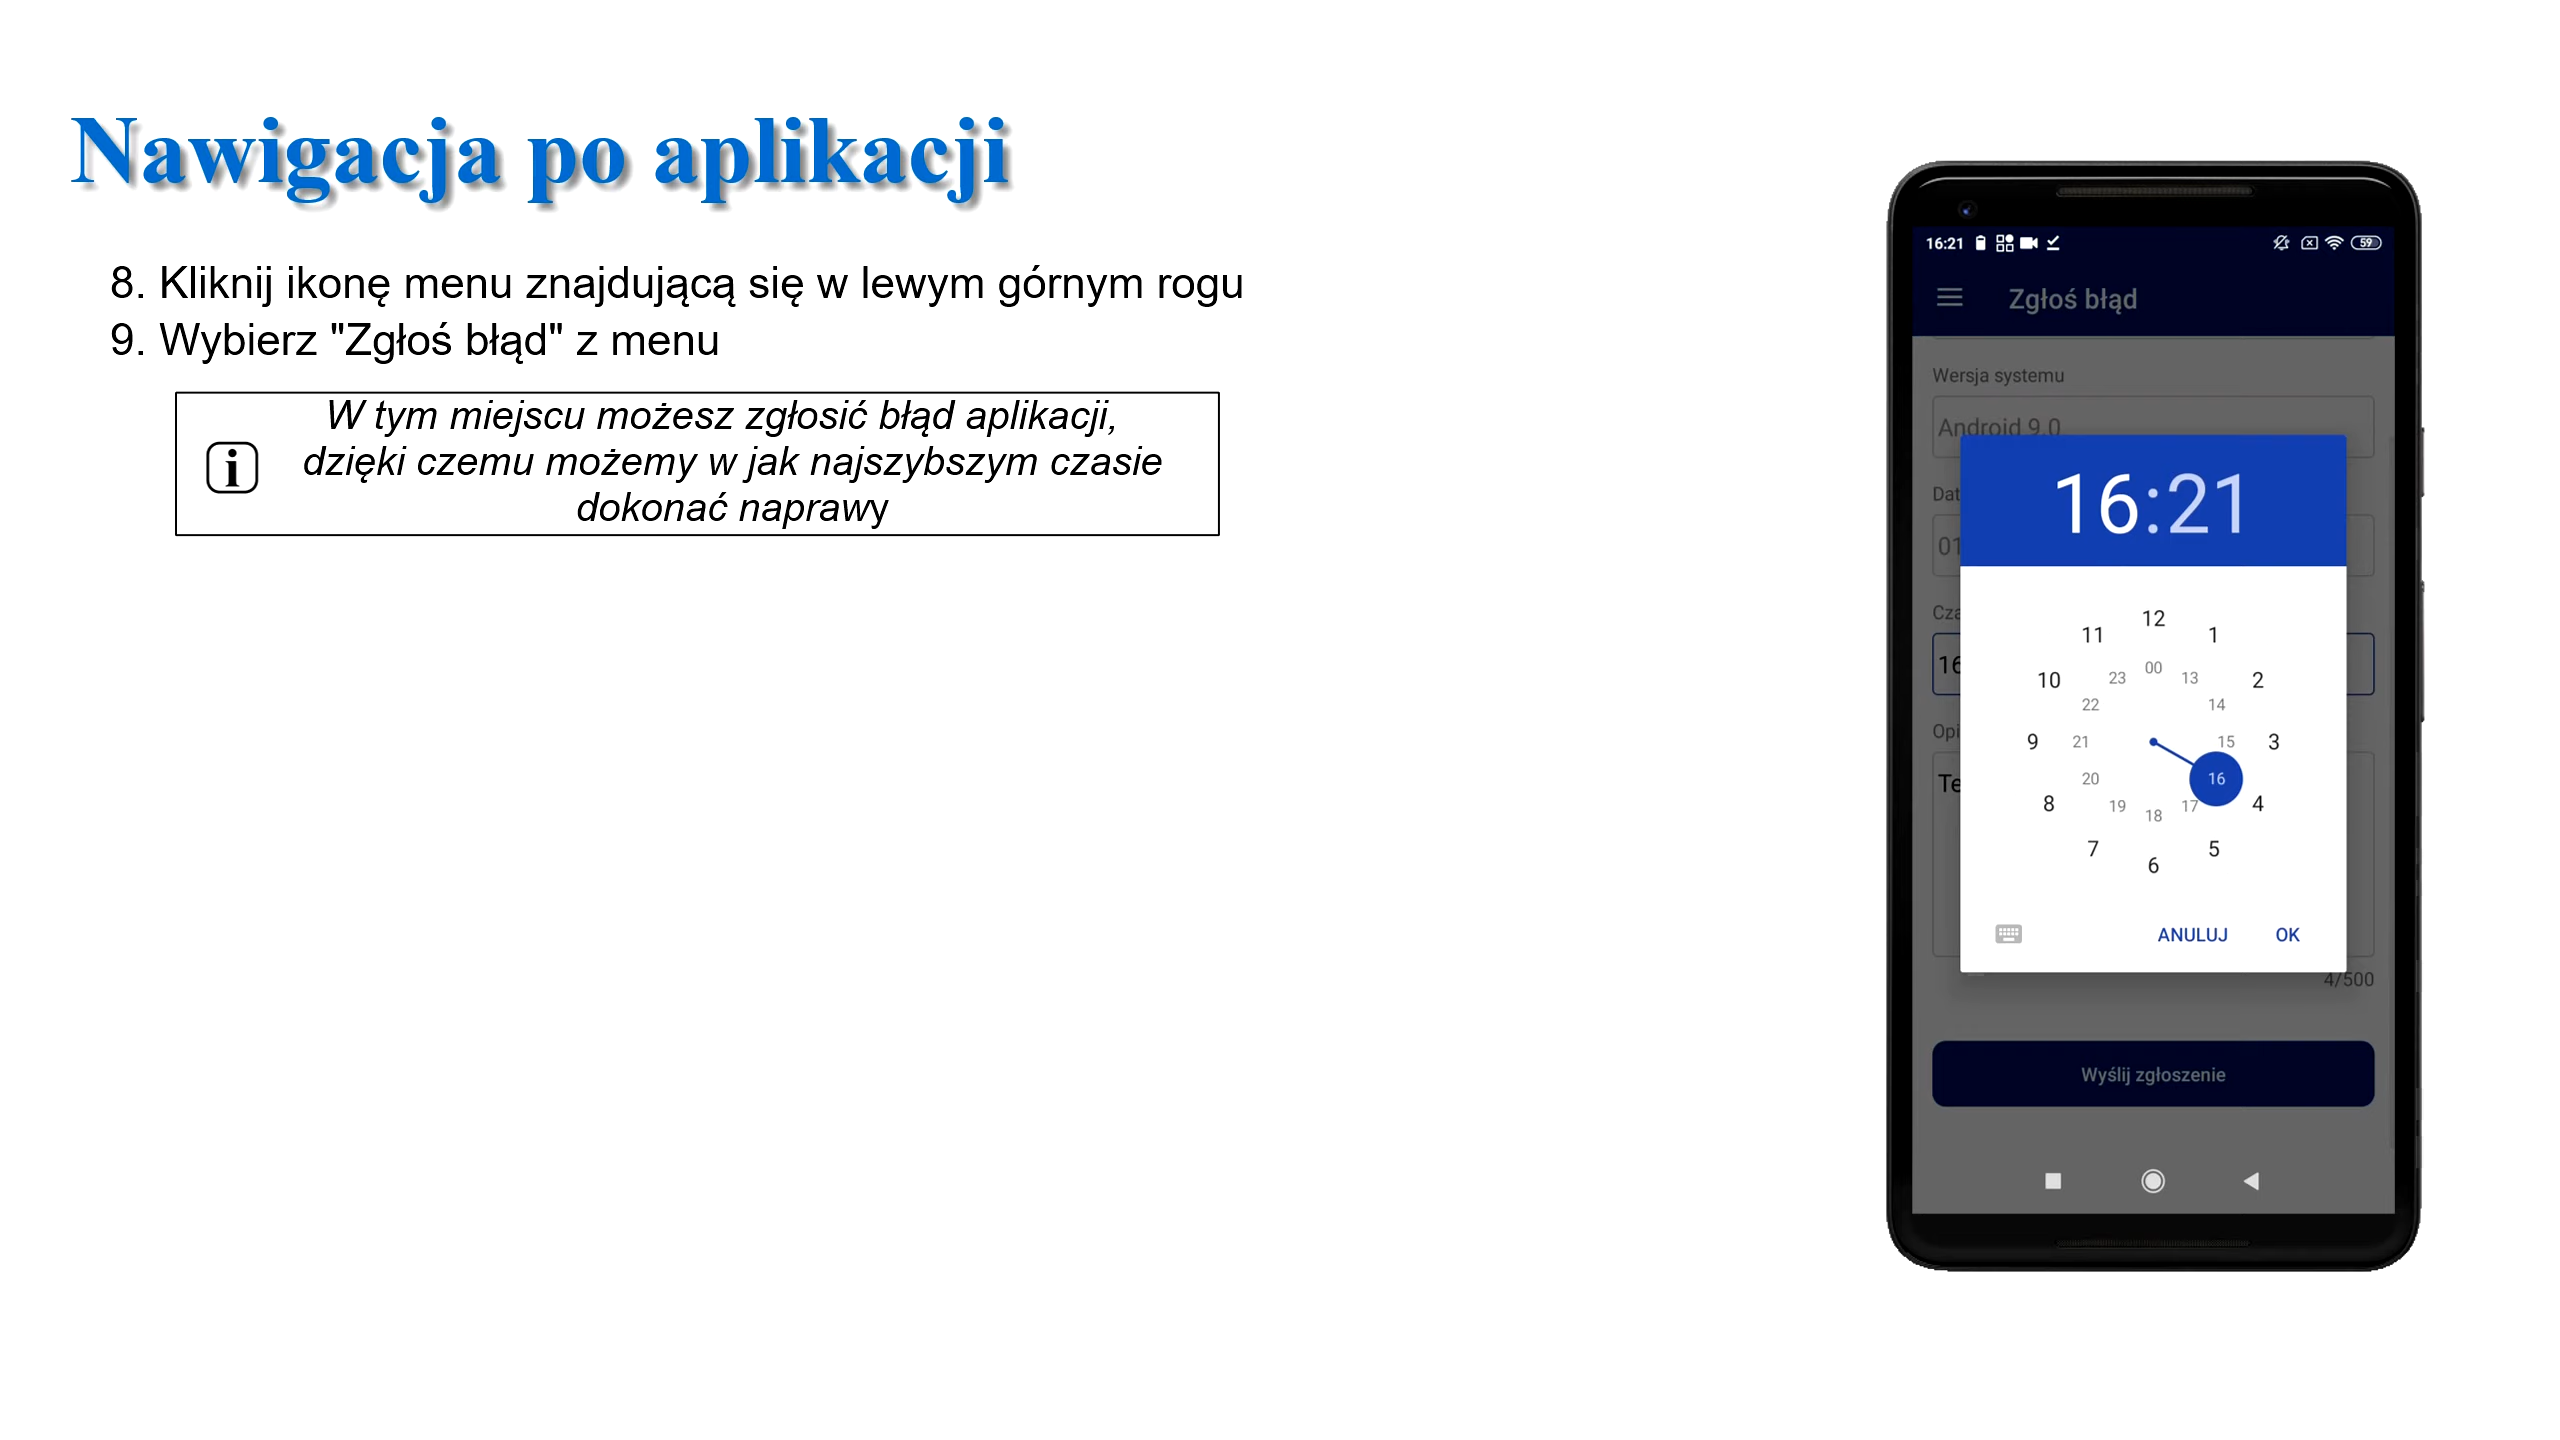 Nawigacja po aplikacji
8. Kliknij ikonę menu znajdującą się w lewym górnym rogu
9. Wybierz "Zgłoś błąd" z menu
W tym miejscu możesz zgłosić błąd aplikacji,
dzięki czemu możemy w jak najszybszym czasie
dokonać naprawy
16:21
59
Zgłoś błąd
Wersja systemu
Android 9.0
16:21
12
11 1
00
10 23 13 2
22 14
9 21 15 3
20 16
8 19 17 4
18
7 5
6
ANULUJ OK
4/500
Wyślij zgłoszenie